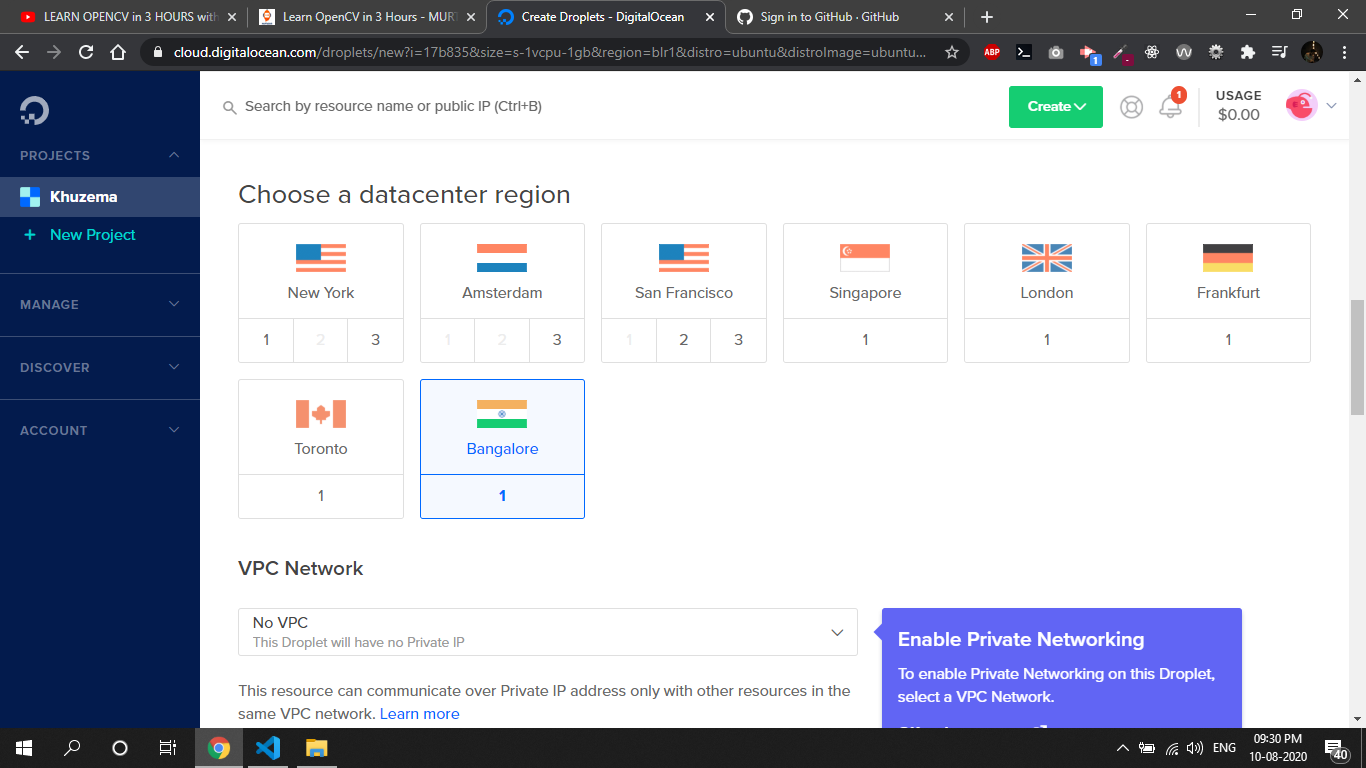 LEARN OPENCV in 3 HOURS with
Learn OpenCV in 3 Hours - MURT
Create Droplets - DigitalOcean
Sign in to GitHub · GitHub
cloud.digitalocean.com/droplets/new?i=17b835&size=s-1vcpu-1gb&region=blr1&distro=ubuntu&distroImage=ubuntu...
ABP
1
Search by resource name or public IP (Ctrl+B)
Create
1
USAGE
$0.00
PROJECTS
Khuzema
+ New Project
MANAGE
DISCOVER
ACCOUNT
Choose a datacenter region
New York
Amsterdam
San Francisco
Singapore
London
Frankfurt
1 2 3
1 2 3
1 2 3
1
1
1
Toronto
Bangalore
1
1
VPC Network
No VPC
This Droplet will have no Private IP
This resource can communicate over Private IP address only with other resources in the
same VPC network. Learn more
Enable Private Networking
To enable Private Networking on this Droplet,
select a VPC Network.
ENG
09:30 PM
10-08-2020
40